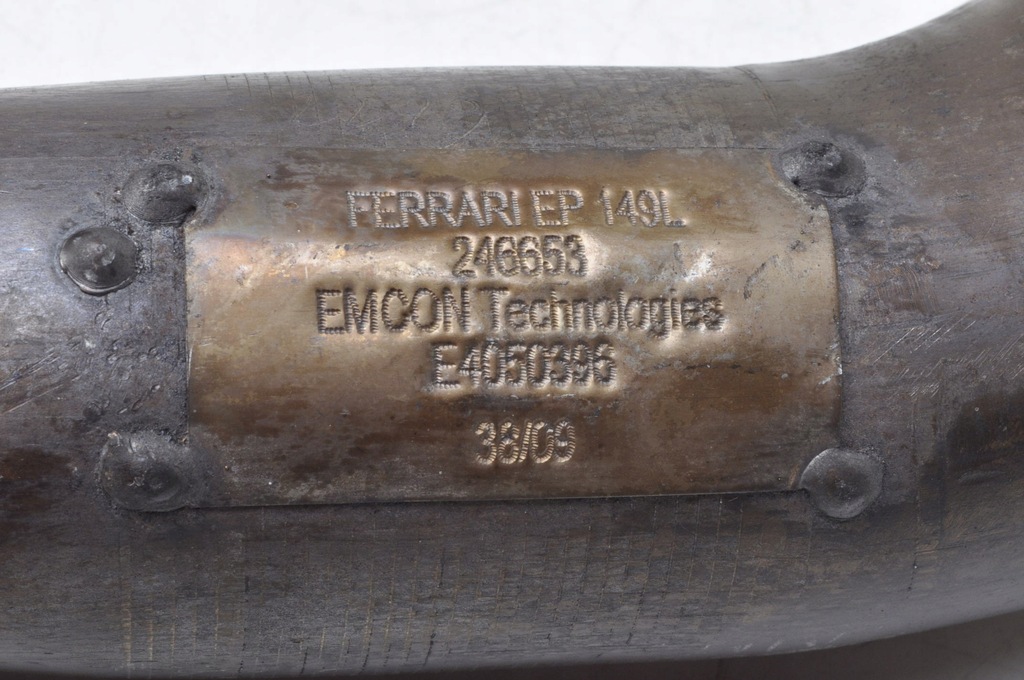 FERRARI EP 149L
246653
EMCON Technologies
E4050396
38/09